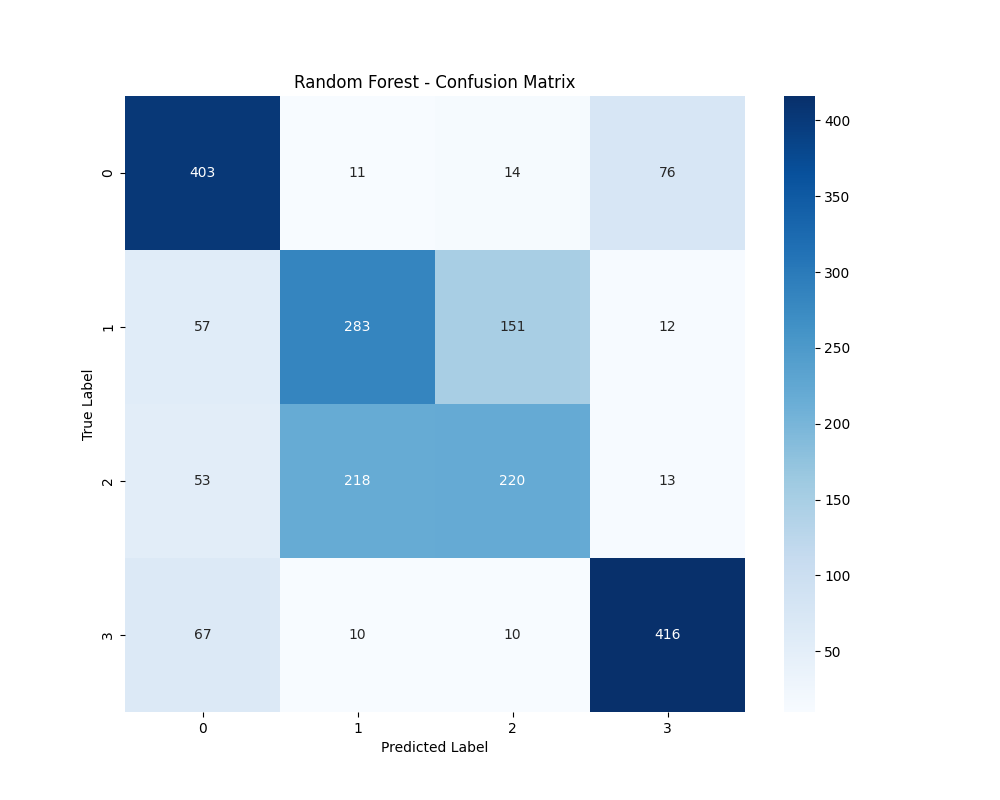 Random Forest - Confusion Matrix
0 403 11 14 76
1 57 283 151 12
2 53 218 220 13
3 67 10 10 416
0 1 2 3
Predicted Label
True Label
400
350
300
250
200
150
100
50